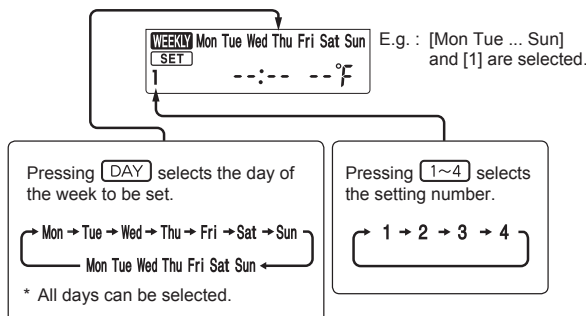 WEEKLY Mon Tue Wed Thu Fri Sat Sun
SET
1 --:-- --°F
E.g. : [Mon Tue ... Sun]
and [1] are selected.
Pressing DAY selects the day of
the week to be set.
Mon → Tue → Wed → Thu → Fri → Sat → Sun
Mon Tue Wed Thu Fri Sat Sun
* All days can be selected.
Pressing 1~4 selects
the setting number.
1 → 2 → 3 → 4